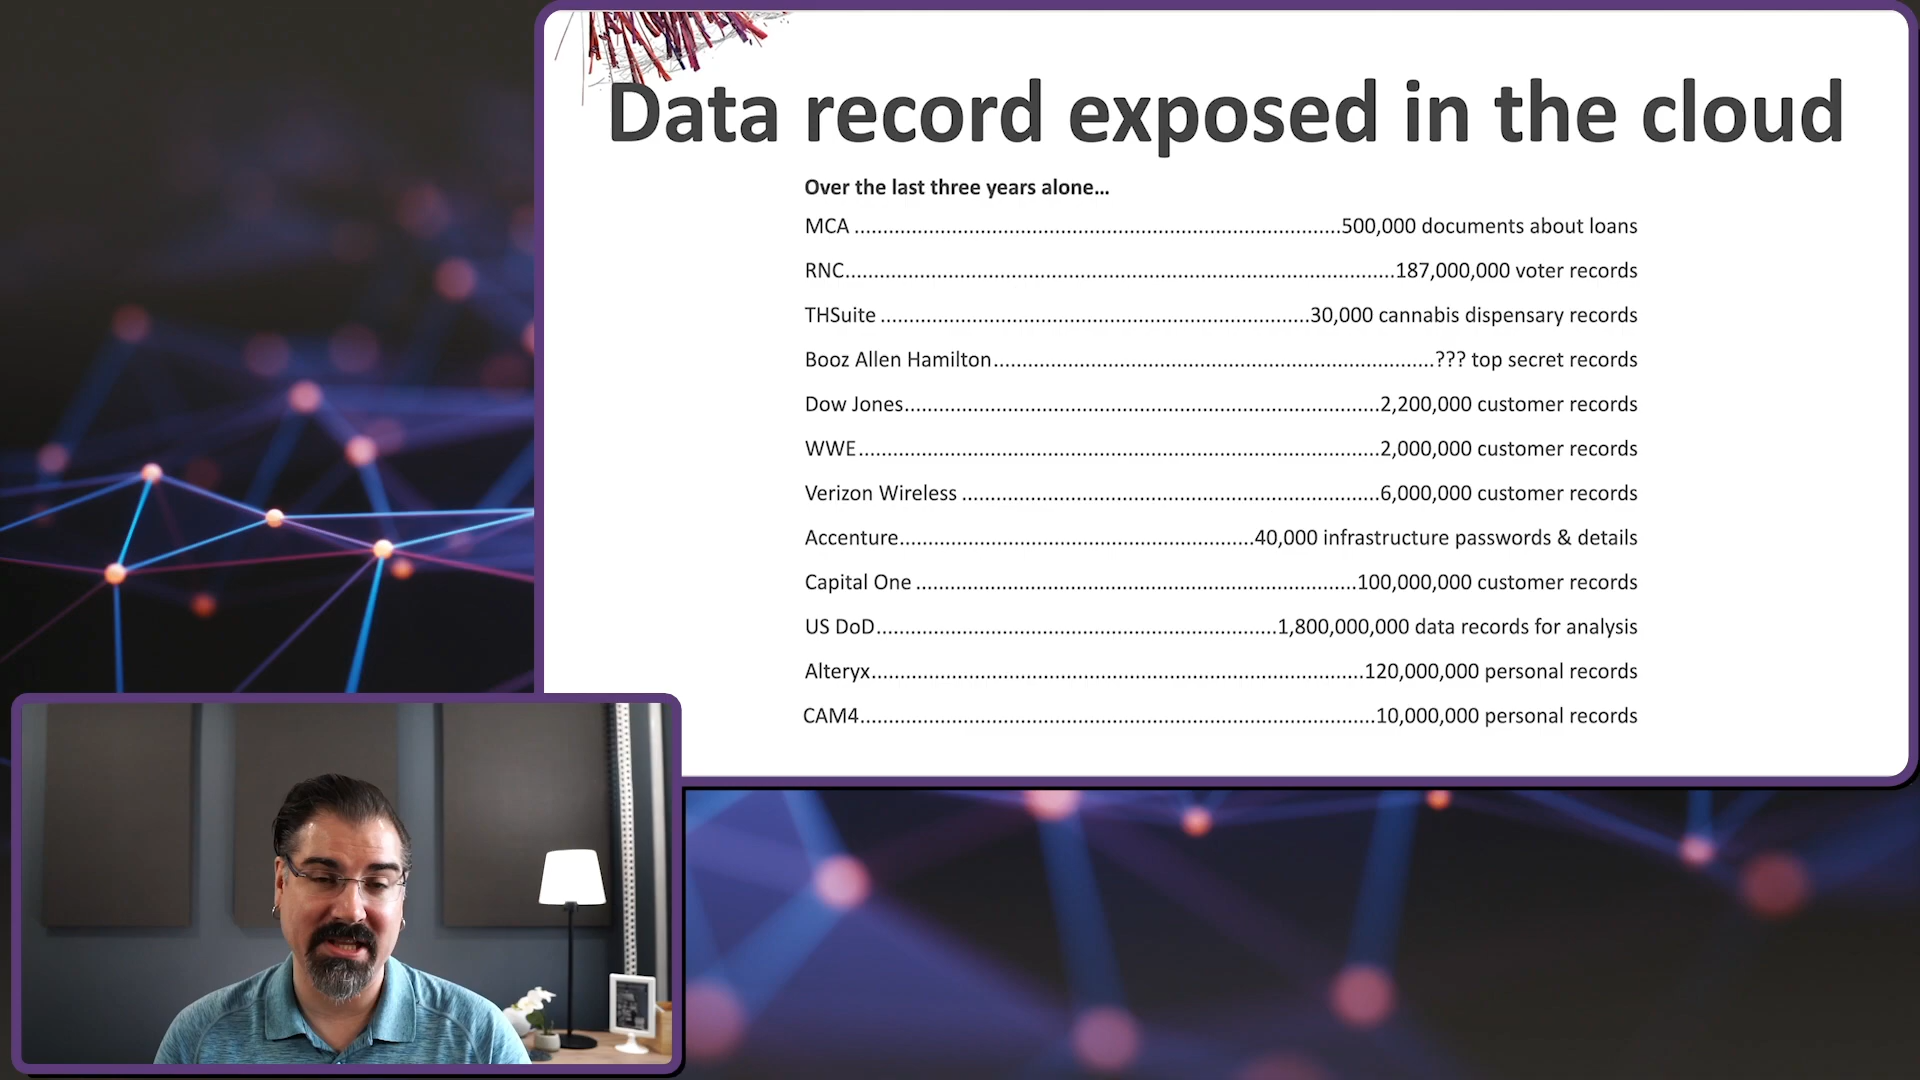 Data record exposed in the cloud
Over the last three years alone...
MCA ........................................................................................500,000 documents about loans
RNC...................................................................................................187,000,000 voter records
THSuite .............................................................................30,000 cannabis dispensary records
Booz Allen Hamilton................................................................................??? top secret records
Dow Jones......................................................................................2,200,000 customer records
WWE..............................................................................................2,000,000 customer records
Verizon Wireless ...........................................................................6,000,000 customer records
Accenture................................................................40,000 infrastructure passwords & details
Capital One ...............................................................................100,000,000 customer records
US DoD........................................................................1,800,000,000 data records for analysis
Alteryx.........................................................................................120,000,000 personal records
CAM4.............................................................................................10,000,000 personal records